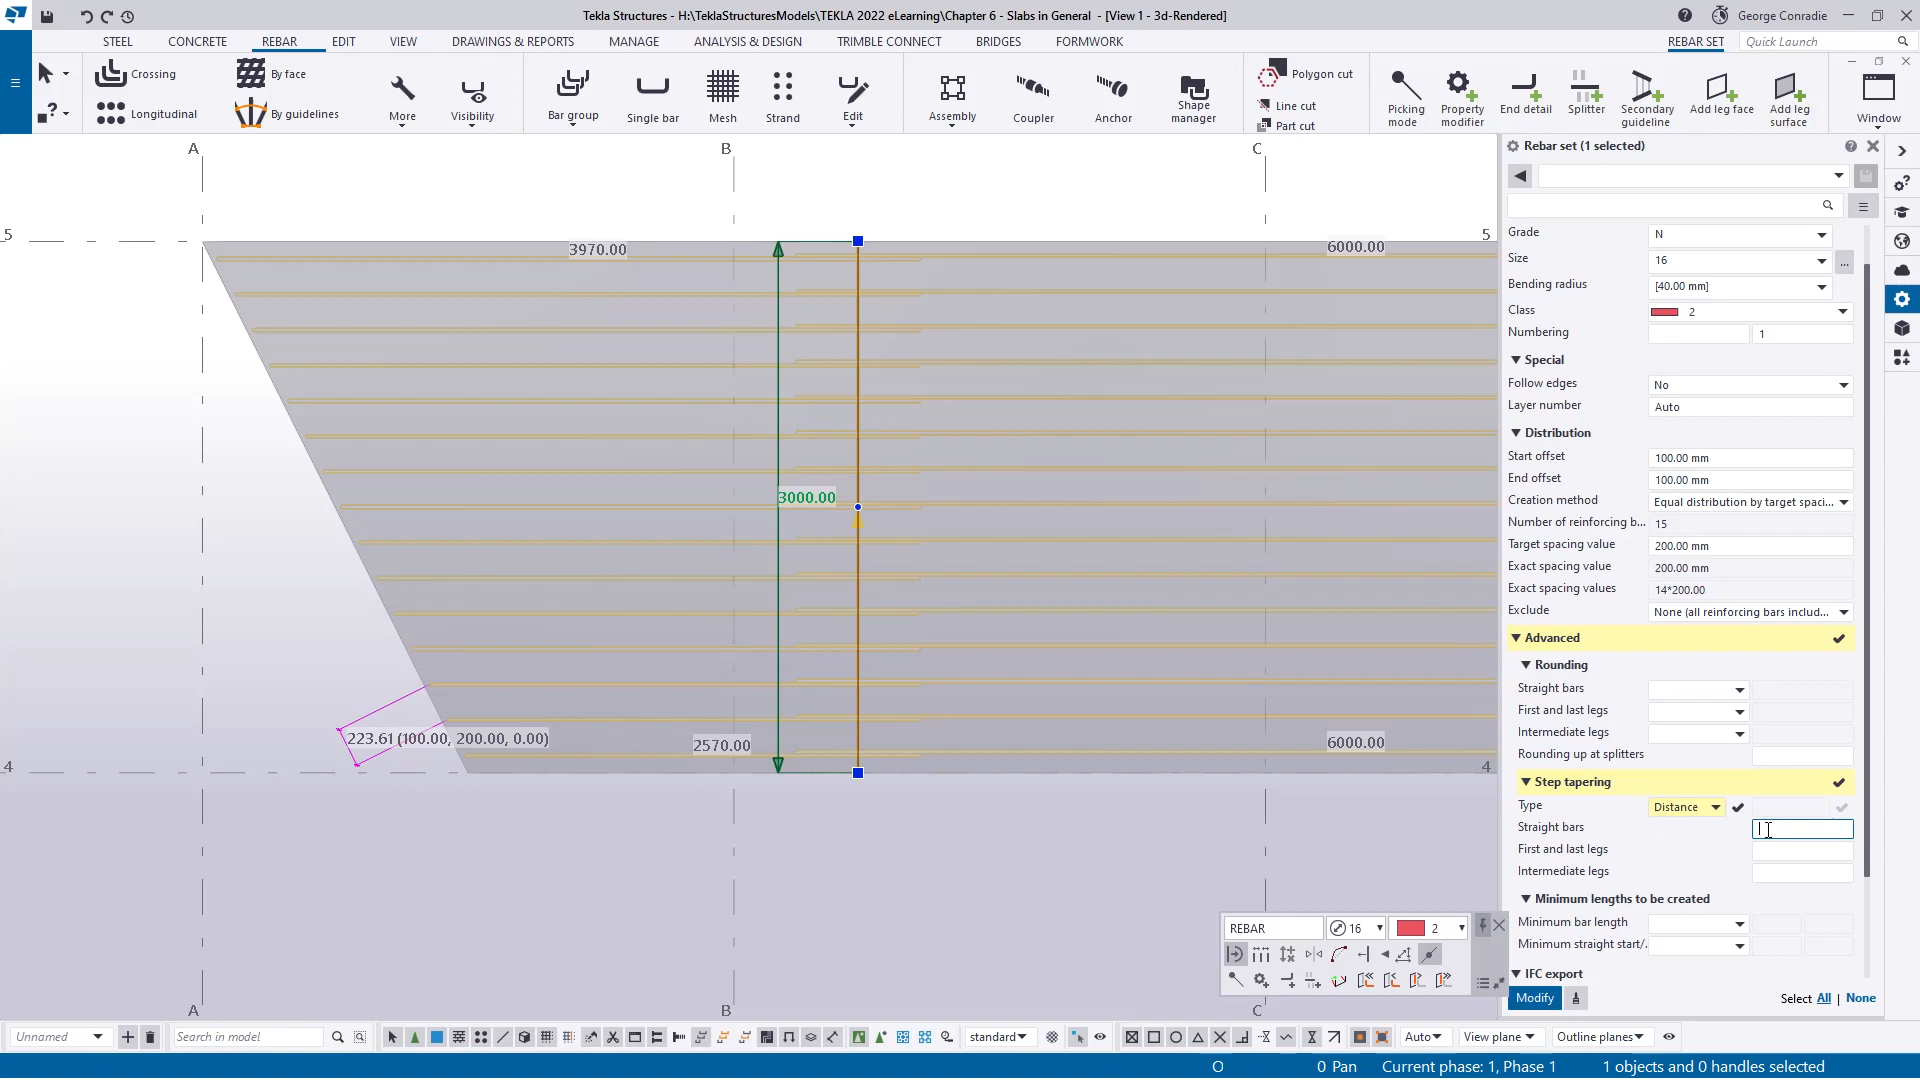 Tekla Structures - H:\TeklaStructuresModels\TEKLA 2022 eLearning\Chapter 6 - Slabs in General - [View 1 - 3d-Rendered]
George Conradie
STEEL CONCRETE REBAR EDIT VIEW DRAWINGS & REPORTS MANAGE ANALYSIS & DESIGN TRIMBLE CONNECT BRIDGES FORMWORK
REBAR SET Quick Launch
Crossing
Longitudinal
By face
By guidelines
More
Visibility
Bar group
Single bar
Mesh
Strand
Edit
Assembly
Coupler
Anchor
Shape manager
Polygon cut
Line cut
Part cut
Picking mode
Property modifier
End detail
Splitter
Secondary guideline
Add leg face
Add leg surface
Window
A B C
5 5
3970.00 6000.00
3000.00
223.61 (100.00, 200.00, 0.00)
2570.00 6000.00
4 4
A B C
Rebar set (1 selected)
Grade N
Size 16 ...
Bending radius [40.00 mm]
Class 2
Numbering 1
Special
Follow edges No
Layer number Auto
Distribution
Start offset 100.00 mm
End offset 100.00 mm
Creation method Equal distribution by target spaci...
Number of reinforcing b... 15
Target spacing value 200.00 mm
Exact spacing value 200.00 mm
Exact spacing values 14*200.00
Exclude None (all reinforcing bars includ...
Advanced
Rounding
Straight bars
First and last legs
Intermediate legs
Rounding up at splitters
Step tapering
Type Distance
Straight bars
First and last legs
Intermediate legs
Minimum lengths to be created
Minimum bar length
Minimum straight start/.
IFC export
Modify Select All | None
REBAR 16 2
Unnamed Search in model standard Auto View plane Outline planes
O 0 Pan Current phase: 1, Phase 1 1 objects and 0 handles selected